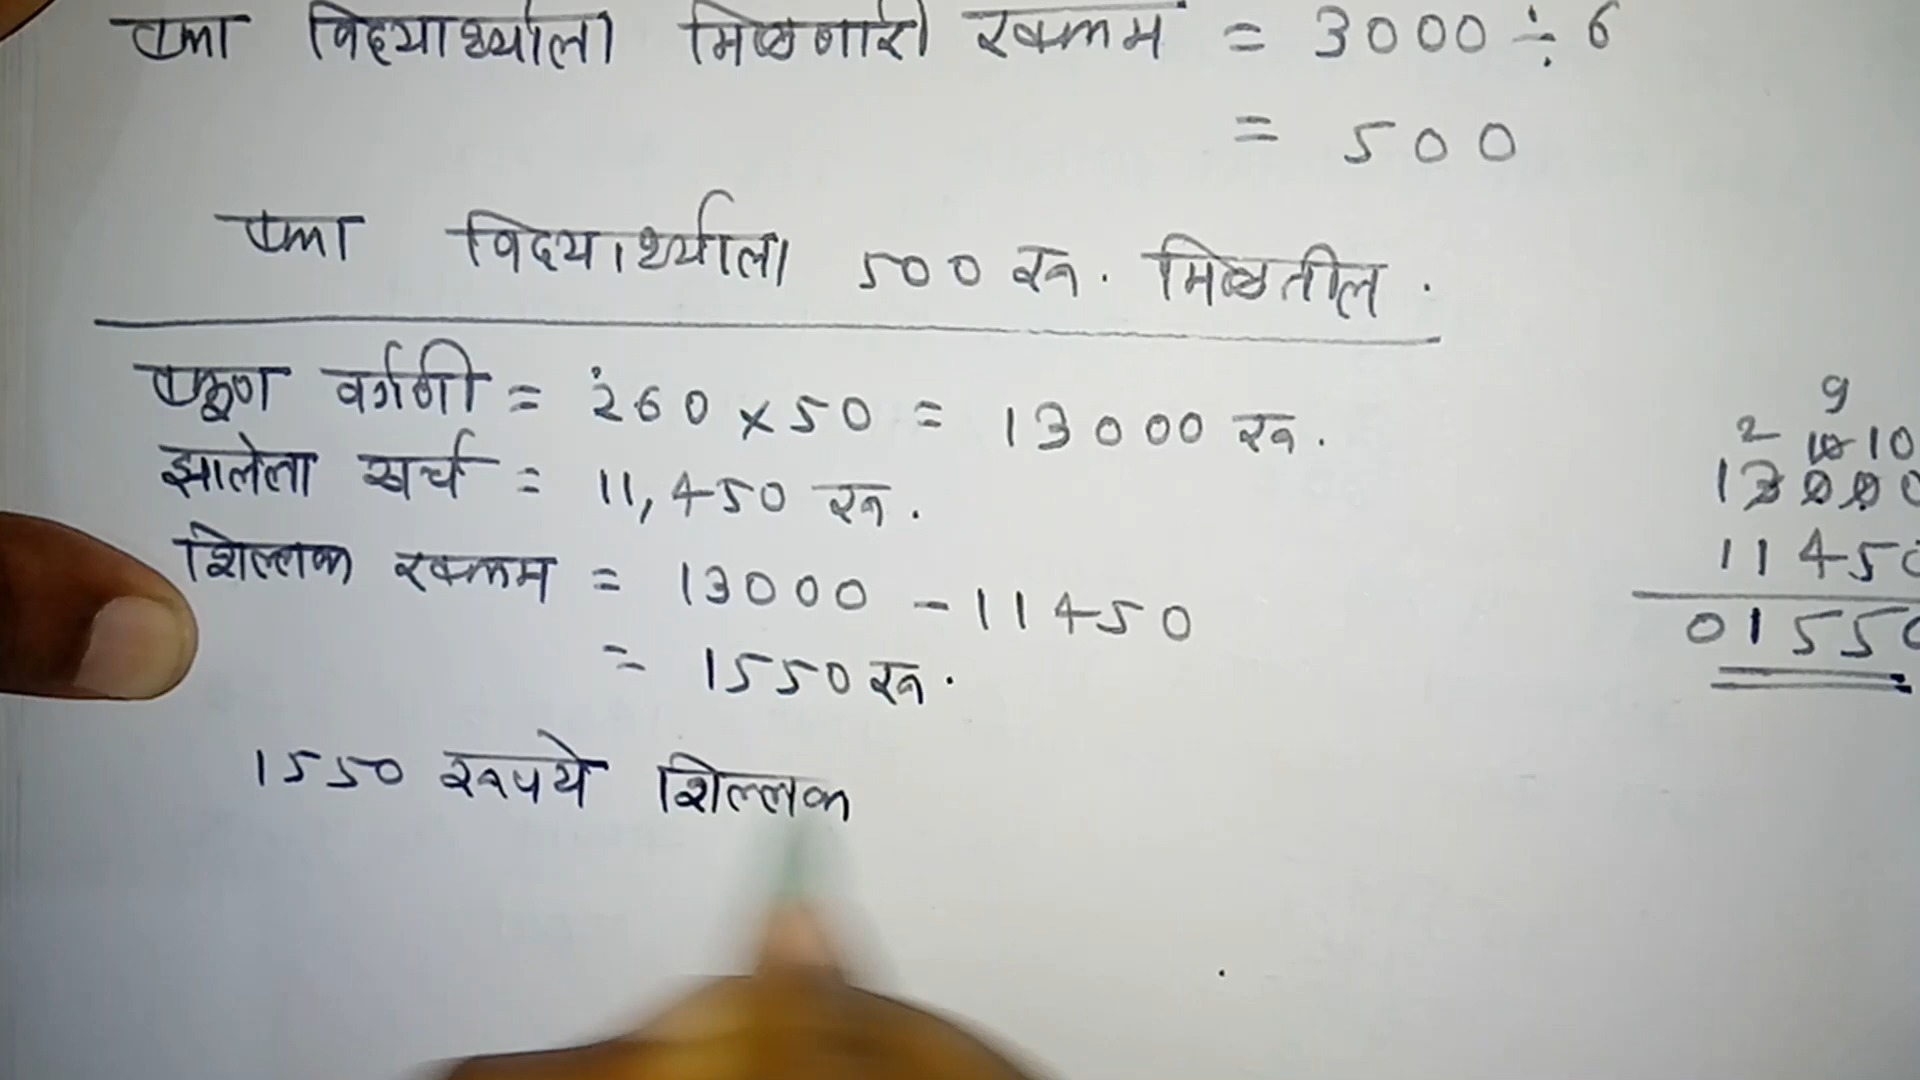 एका विद्यार्थ्याला मिळणारी रक्कम = 3000 ÷ 6
= 500
एका विद्यार्थ्याला 500 रू. मिळतील .
एकूण वर्गणी = 260 x 50 = 13000 रू.
झालेला खर्च = 11,450 रू.
शिल्लक रक्कम = 13000 - 11450
= 1550 रू.
1550 रूपये शिल्लक
9
2 10 10
13000
11450
01550